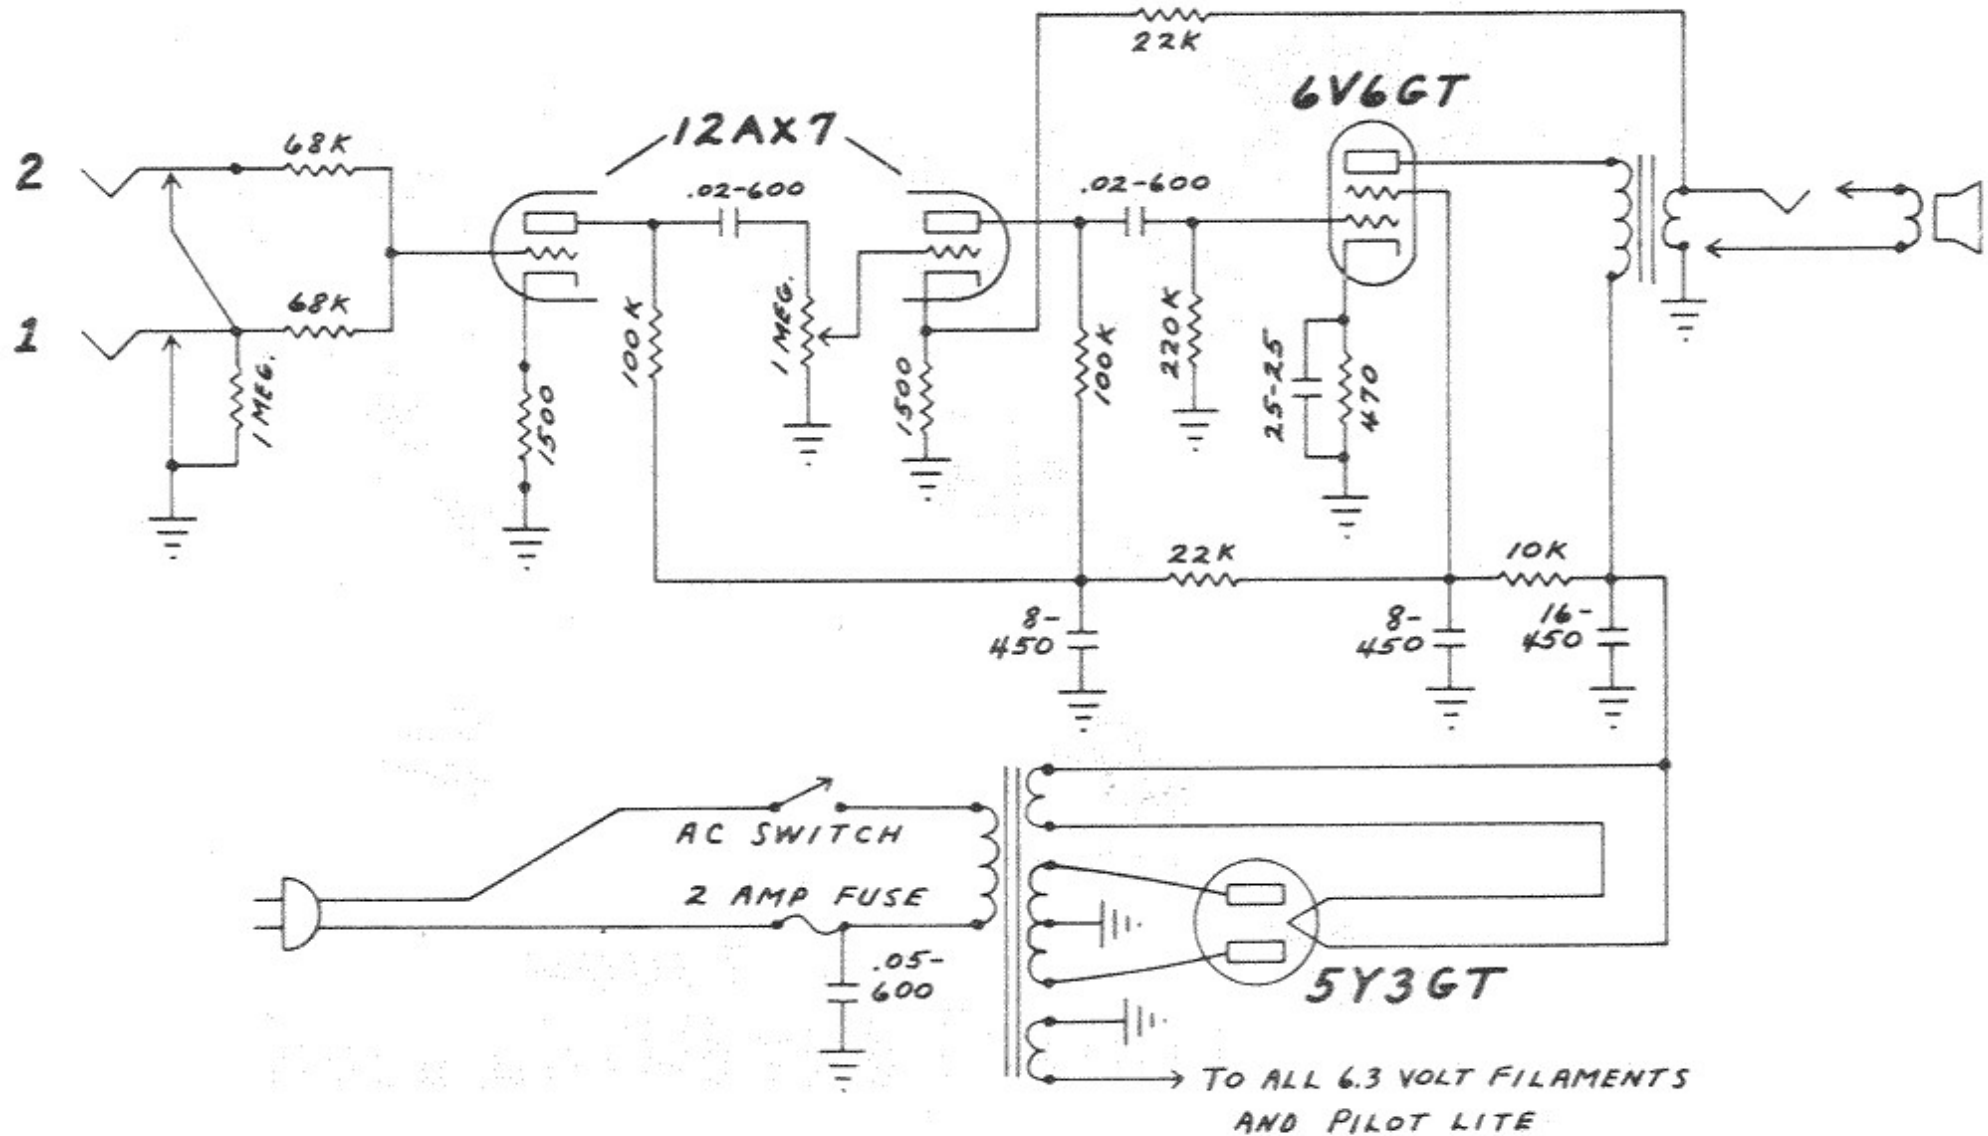 22K
6V6GT
12AX7
2
68K
.02-600
.02-600
1
68K
1 MEG.
1500
100K
1 MEG.
1500
100K
220K
25-25
470
22K
10K
8-
450
8-
450
16-
450
AC SWITCH
2 AMP FUSE
.05-
600
5Y3GT
TO ALL 6.3 VOLT FILAMENTS
AND PILOT LITE